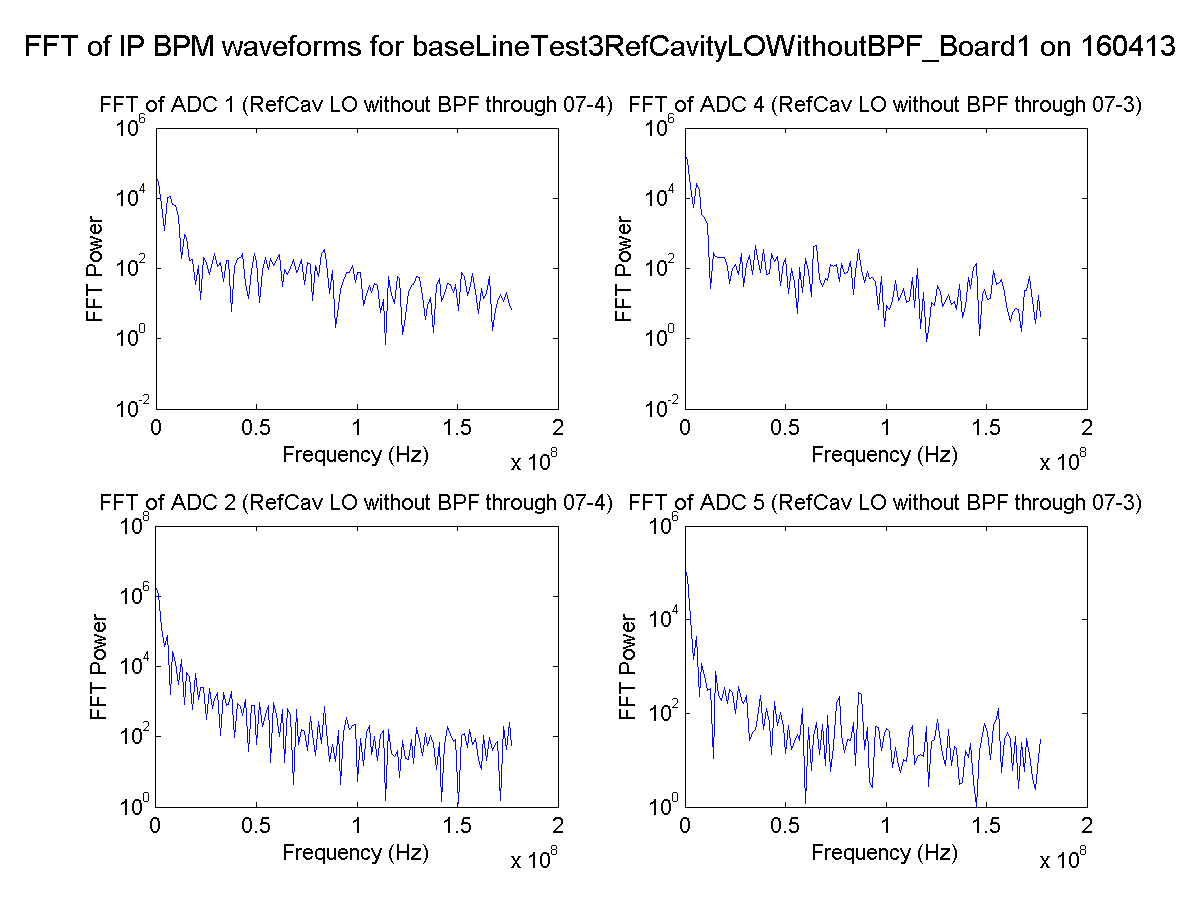 FFT of IP BPM waveforms for baseLineTest3RefCavityLOWithoutBPF_Board1 on 160413
FFT of ADC 1 (RefCav LO without BPF through 07-4)
10^6
10^4
10^2
10^0
10^-2
FFT Power
0 0.5 1 1.5 2
Frequency (Hz)
x 10^8
FFT of ADC 4 (RefCav LO without BPF through 07-3)
10^6
10^4
10^2
10^0
10^-2
FFT Power
0 0.5 1 1.5 2
Frequency (Hz)
x 10^8
FFT of ADC 2 (RefCav LO without BPF through 07-4)
10^8
10^6
10^4
10^2
10^0
FFT Power
0 0.5 1 1.5 2
Frequency (Hz)
x 10^8
FFT of ADC 5 (RefCav LO without BPF through 07-3)
10^6
10^4
10^2
10^0
FFT Power
0 0.5 1 1.5 2
Frequency (Hz)
x 10^8